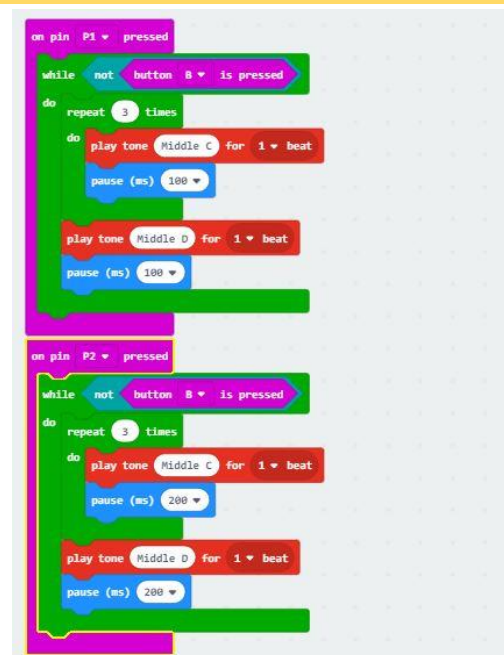 on pin P1 pressed
while not button B is pressed
do repeat 3 times
do play tone Middle C for 1 beat
pause (ms) 100
play tone Middle D for 1 beat
pause (ms) 100
on pin P2 pressed
while not button B is pressed
do repeat 3 times
do play tone Middle C for 1 beat
pause (ms) 200
play tone Middle D for 1 beat
pause (ms) 200